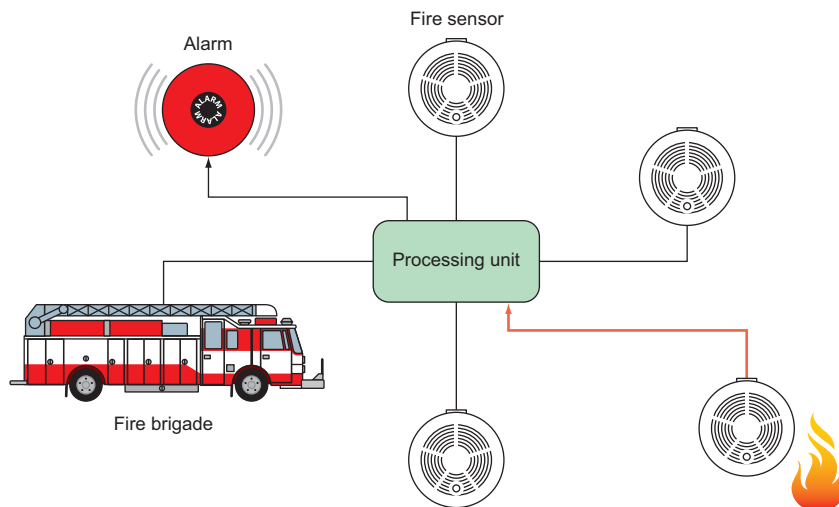 Fire sensor
Alarm
ALARM ALARM
Processing unit
Fire brigade